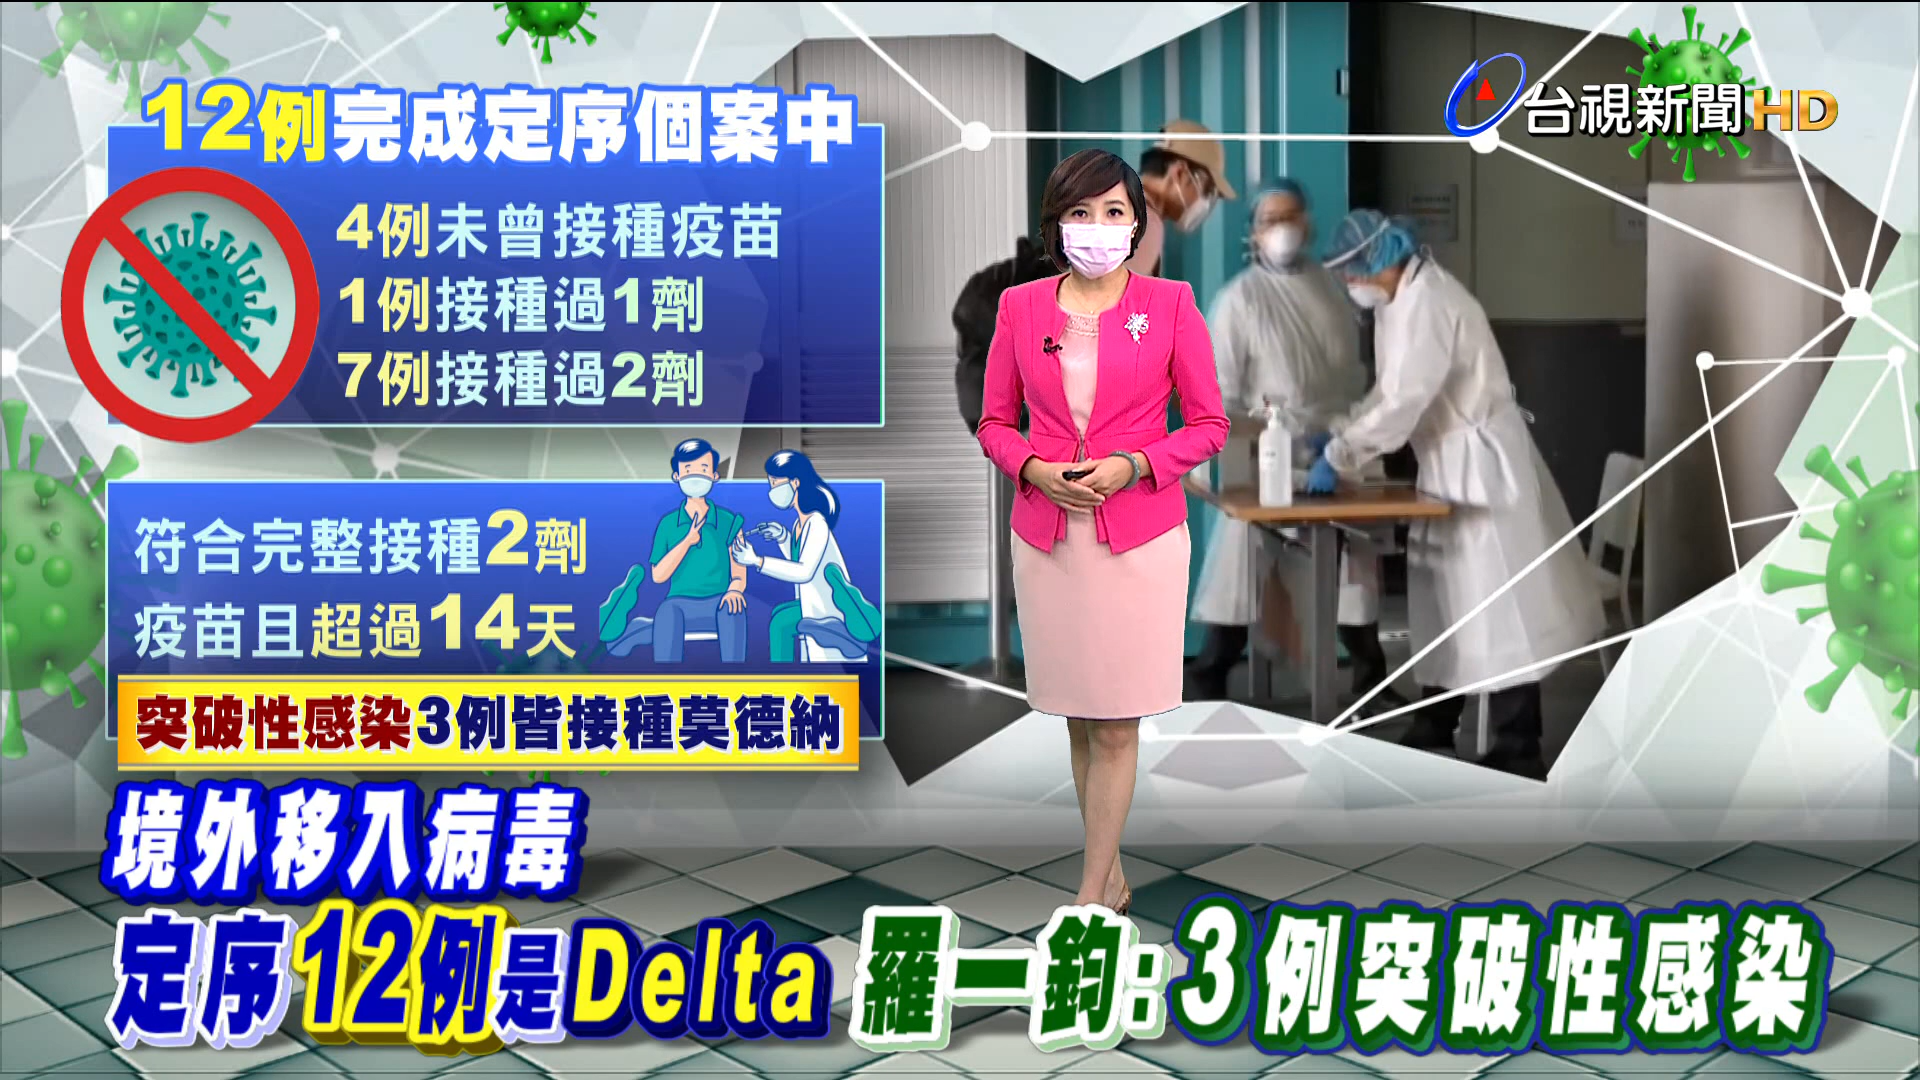 台視新聞HD
12例完成定序個案中
4例未曾接種疫苗
1例接種過1劑
7例接種過2劑
符合完整接種2劑
疫苗且超過14天
突破性感染3例皆接種莫德納
境外移入病毒
定序12例是Delta 羅一鈞:3例突破性感染